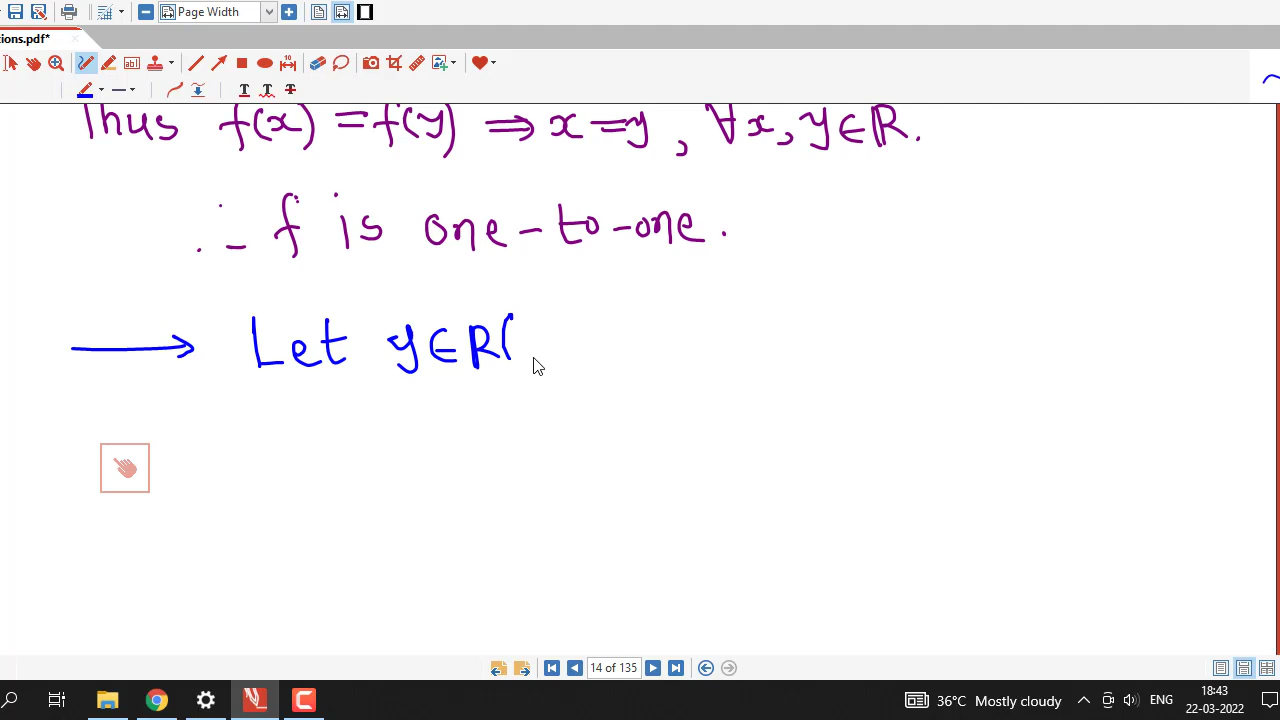 Page Width
ions.pdf*
Thus f(x) = f(y) ⟹ x = y, ∀x, y∈ℝ.
∴ f is one-to-one.
⟶ Let y∈ℝ(
14 of 135
36°C Mostly cloudy ENG 18:43
22-03-2022